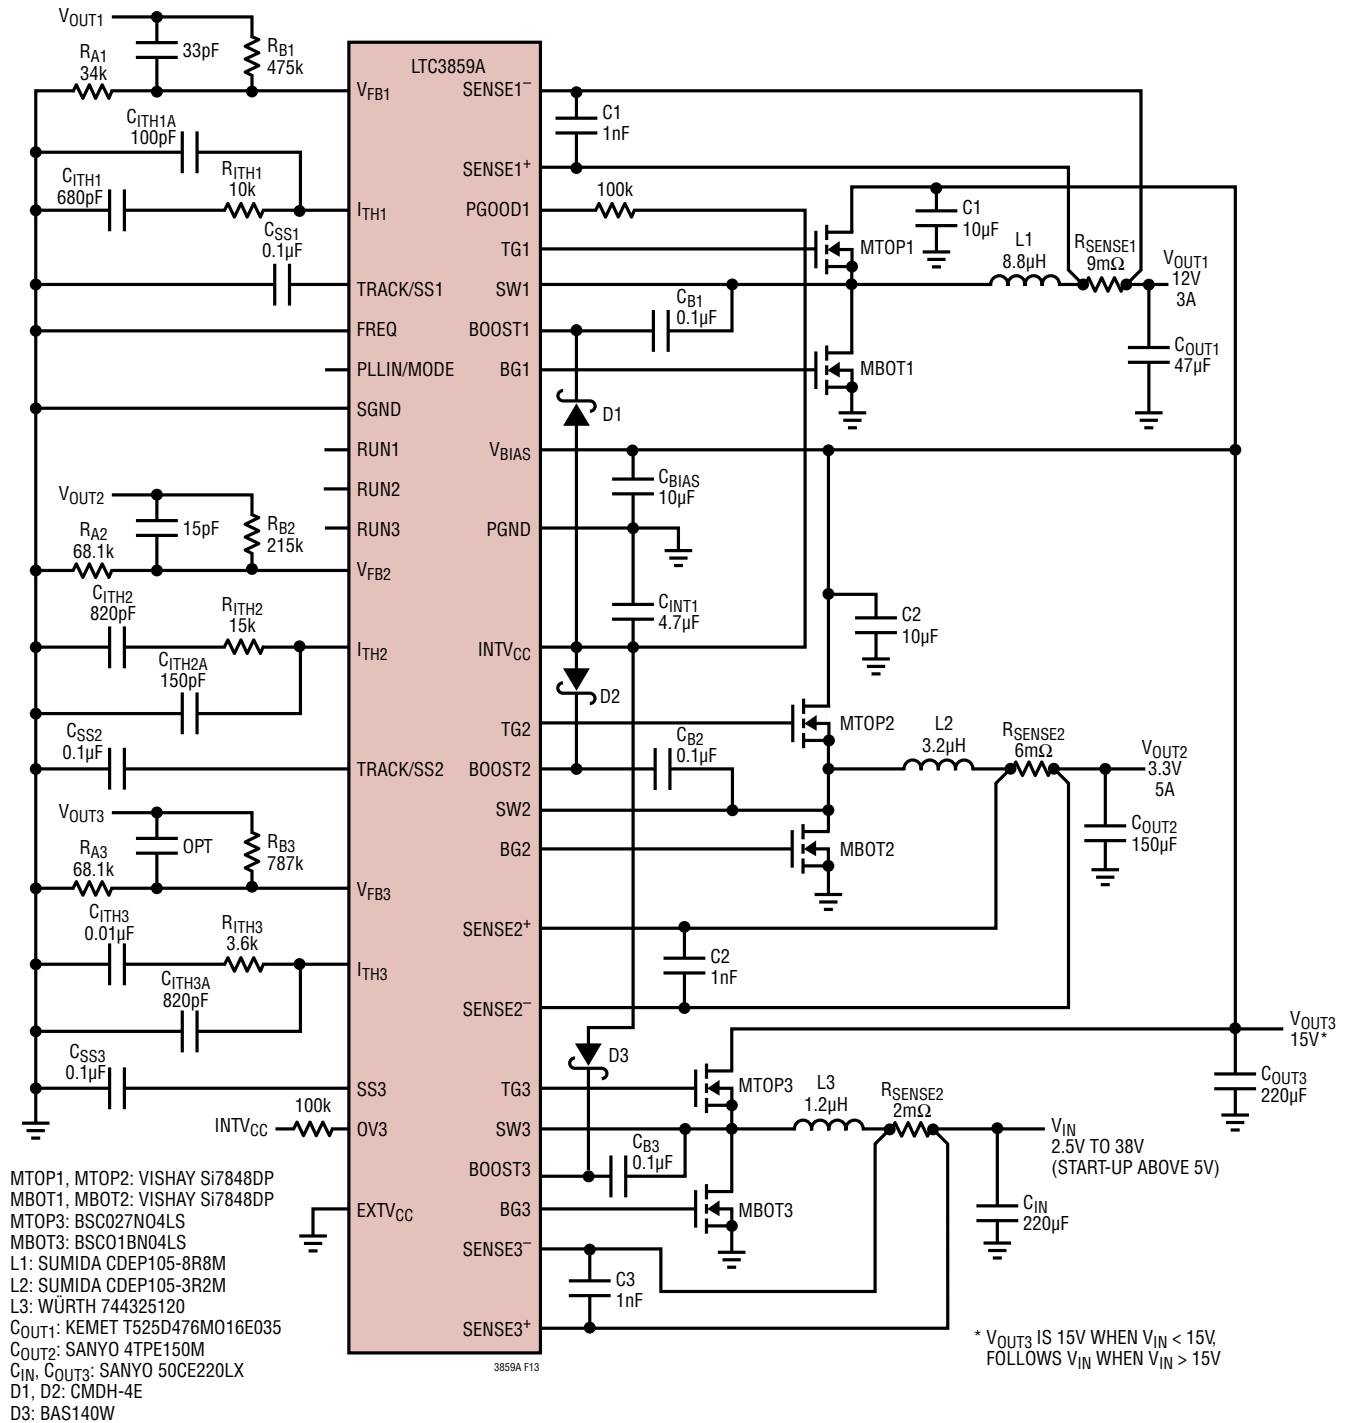 VOUT1
33pF
RB1
475k
RA1
34k
CITH1A
100pF
CITH1
680pF
RITH1
10k
CSS1
0.1µF
VOUT2
15pF
RB2
215k
RA2
68.1k
CITH2
820pF
RITH2
15k
CITH2A
150pF
CSS2
0.1µF
VOUT3
OPT
RB3
787k
RA3
68.1k
CITH3
0.01µF
RITH3
3.6k
CITH3A
820pF
CSS3
0.1µF
100k
INTVCC
LTC3859A
VFB1
ITH1
TRACK/SS1
FREQ
PLLIN/MODE
SGND
RUN1
RUN2
RUN3
VFB2
ITH2
TRACK/SS2
VFB3
ITH3
SS3
OV3
EXTVCC
SENSE1–
SENSE1+
PGOOD1
TG1
SW1
BOOST1
BG1
VBIAS
PGND
INTVCC
TG2
BOOST2
SW2
BG2
SENSE2+
SENSE2–
TG3
SW3
BOOST3
BG3
SENSE3–
SENSE3+
C1
1nF
100k
C1
10µF
MTOP1
L1
8.8µH
RSENSE1
9mΩ
VOUT1
12V
3A
CB1
0.1µF
MBOT1
COUT1
47µF
D1
CBIAS
10µF
CINT1
4.7µF
C2
10µF
D2
MTOP2
L2
3.2µH
RSENSE2
6mΩ
VOUT2
3.3V
5A
CB2
0.1µF
MBOT2
COUT2
150µF
C2
1nF
D3
VOUT3
15V*
MTOP3
L3
1.2µH
RSENSE2
2mΩ
COUT3
220µF
VIN
2.5V TO 38V
(START-UP ABOVE 5V)
CB3
0.1µF
MBOT3
CIN
220µF
C3
1nF
* VOUT3 IS 15V WHEN VIN < 15V,
FOLLOWS VIN WHEN VIN > 15V
3859A F13
MTOP1, MTOP2: VISHAY Si7848DP
MBOT1, MBOT2: VISHAY Si7848DP
MTOP3: BSC027NO4LS
MBOT3: BSCO1BN04LS
L1: SUMIDA CDEP105-8R8M
L2: SUMIDA CDEP105-3R2M
L3: WÜRTH 744325120
COUT1: KEMET T525D476MO16E035
COUT2: SANYO 4TPE150M
CIN, COUT3: SANYO 50CE220LX
D1, D2: CMDH-4E
D3: BAS140W